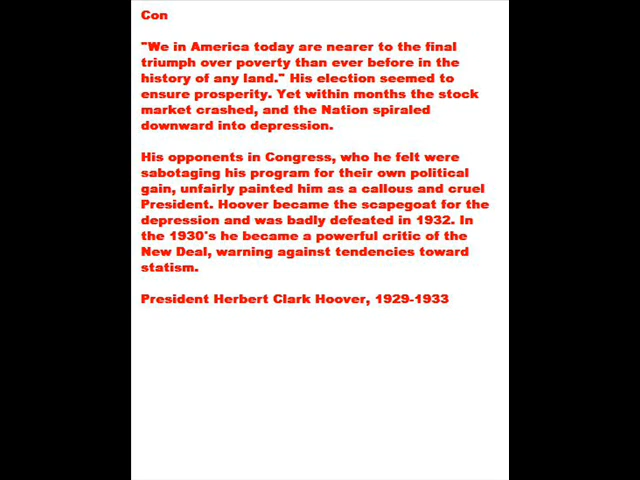 Con
"We in America today are nearer to the final
triumph over poverty than ever before in the
history of any land." His election seemed to
ensure prosperity. Yet within months the stock
market crashed, and the Nation spiraled
downward into depression.
His opponents in Congress, who he felt were
sabotaging his program for their own political
gain, unfairly painted him as a callous and cruel
President. Hoover became the scapegoat for the
depression and was badly defeated in 1932. In
the 1930's he became a powerful critic of the
New Deal, warning against tendencies toward
statism.
President Herbert Clark Hoover, 1929-1933